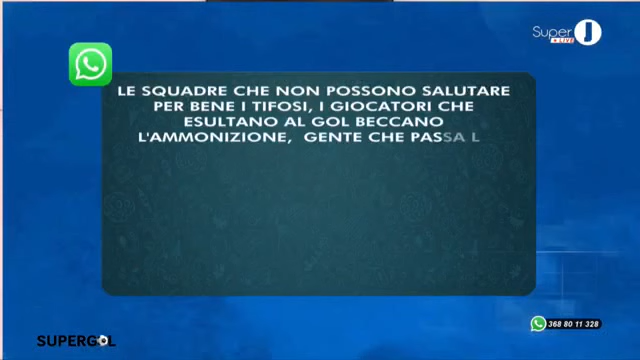 Super J
LIVE
LE SQUADRE CHE NON POSSONO SALUTARE
PER BENE I TIFOSI, I GIOCATORI CHE
ESULTANO AL GOL BECCANO
L'AMMONIZIONE,  GENTE CHE PASSA L
368 80 11 328
SUPERGOL